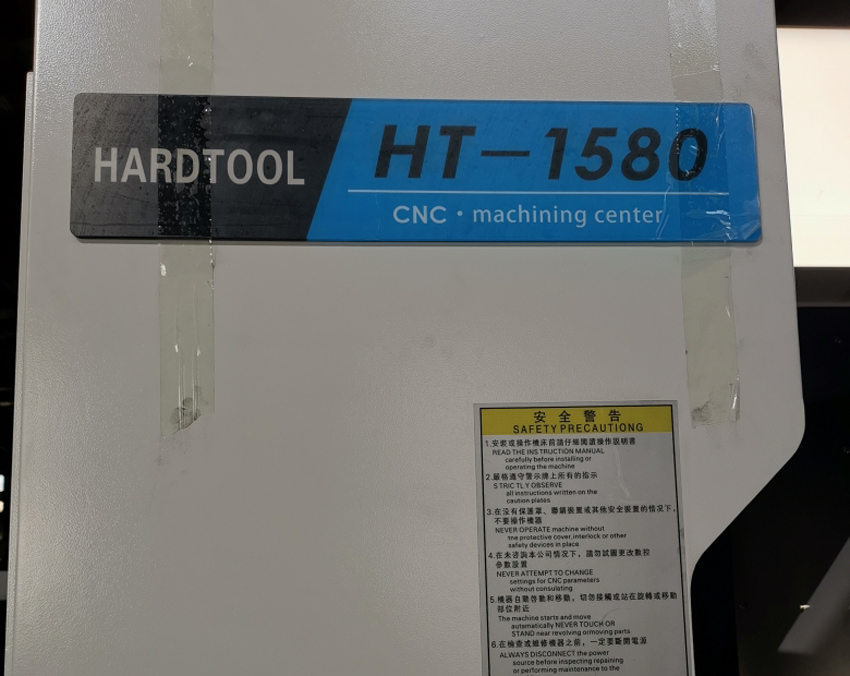 HARDTOOL
HT-1580
CNC · machining center
安全警告
SAFETY PRECAUTIONG
1.安裝或操作機床前請仔細閱讀操作說明書
READ THE INSTRUCTION MANUAL
carefully before installing or
operating the machine
2.嚴格遵守警示牌上所有的指示
STRICTLY OBSERVE
all instructions written on the
caution plates
3.在没有保護罩、聯鎖裝置或其他安全裝置的情况下,
不要操作機器
NEVER OPERATE machine without
the protective cover, interlock or other
safety devices in place
4.在未咨詢本公司情况下，請勿試圖更改數控
參數設置
NEVER ATTEMPT TO CHANGE
settings for CNC parameters
without consulating
5.機器自動啓動和移動，切勿接觸或站在旋轉或移動
部位附近
The machine starts and move
automatically NEVER TOUCH OR
STAND near revolving ormoving parts
6.在檢查或維修機器之前，一定要斷開電源
ALWAYS DISCONNECT the power
source before inspecting repaining
or performing maintenance to the